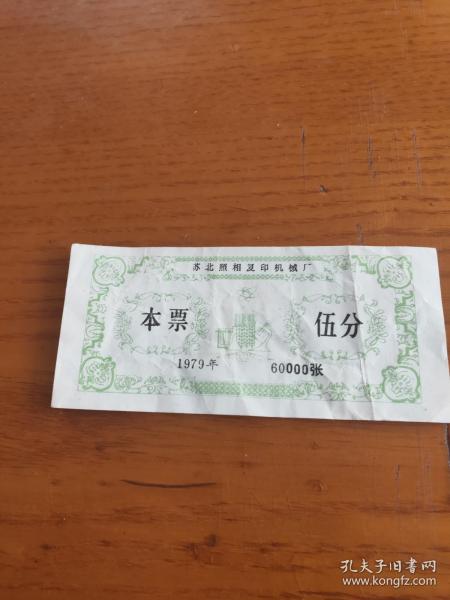 苏北照相复印机械厂
本票 伍分
1979年 60000张
孔夫子旧书网
www.kongfz.com